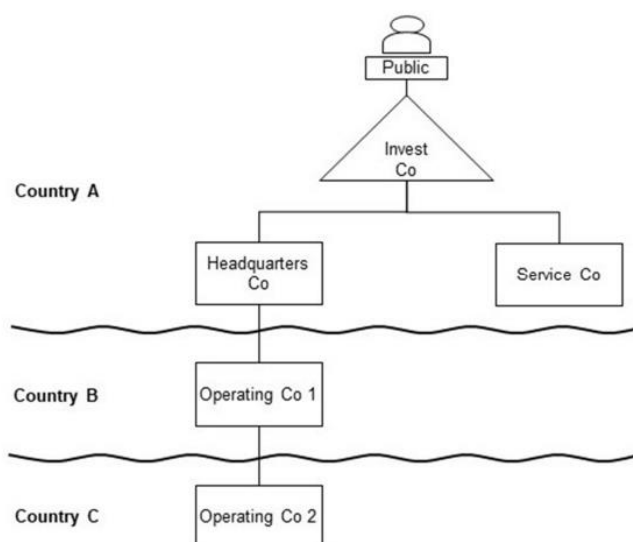 Public
Invest
Co
Country A
Headquarters
Co
Service Co
Country B
Operating Co 1
Country C
Operating Co 2